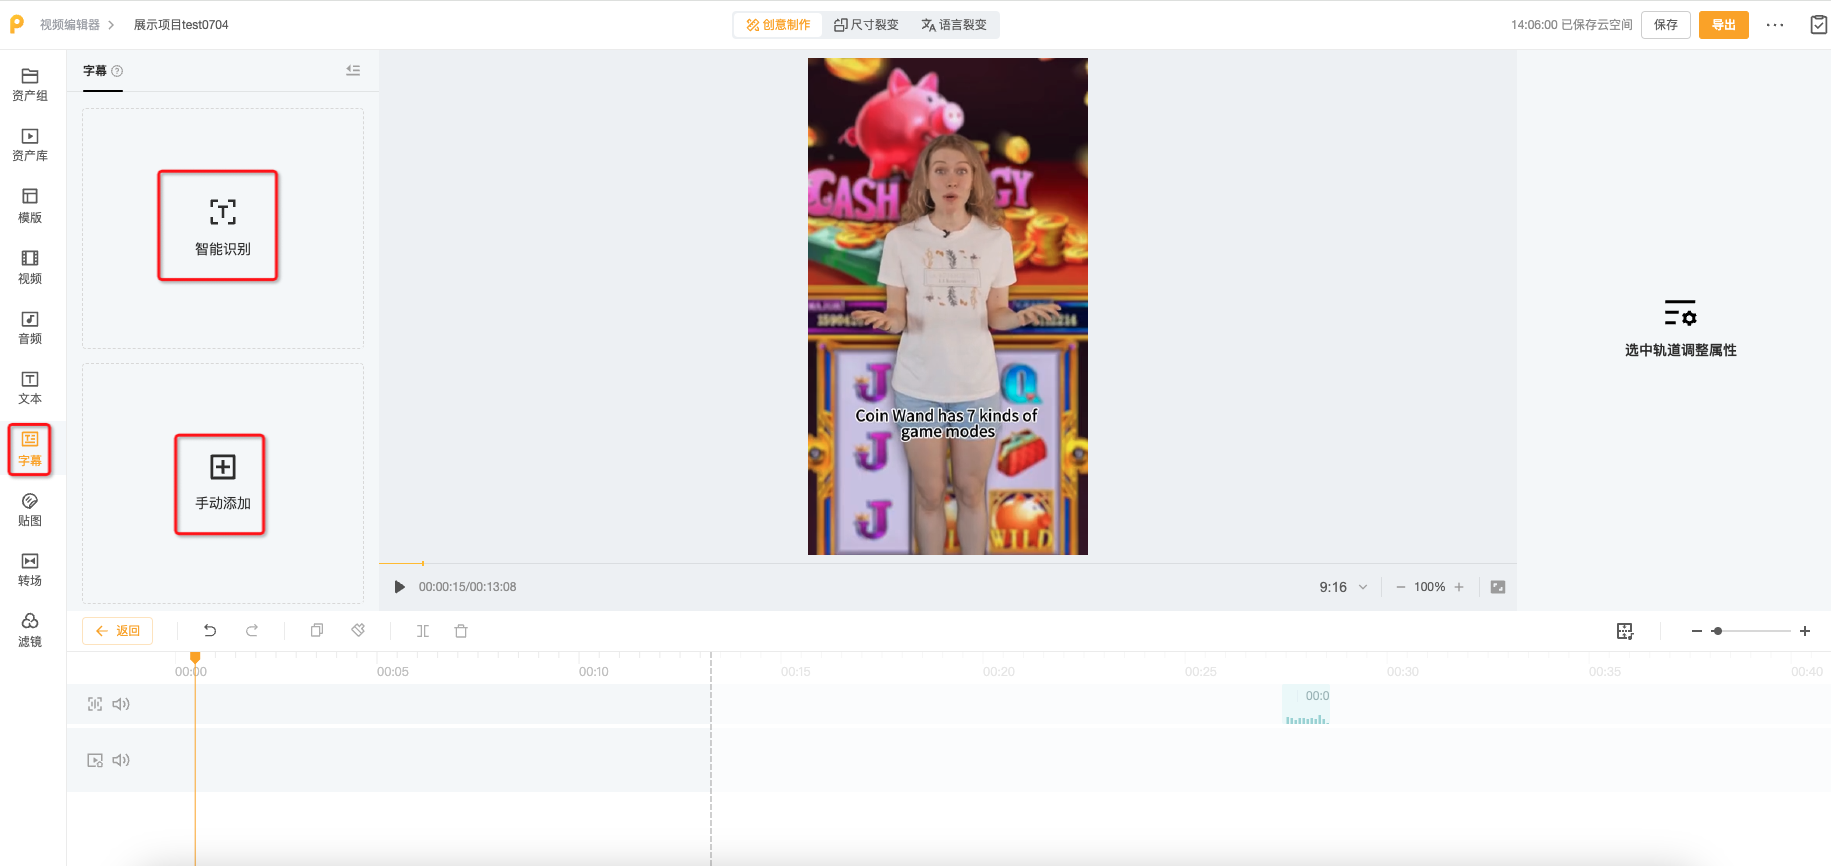 视频编辑器
展示项目test0704
创意制作
尺寸裂变
语言裂变
14:06:00 已保存云空间
保存
导出
资产组
资产库
模版
视频
音频
文本
字幕
贴图
转场
滤镜
字幕
智能识别
手动添加
CASH
GY
Coin Wand has 7 kinds of
game modes
J
Q
J
J
WILD
选中轨道调整属性
00:00:15/00:13:08
9:16
100%
返回
00:00
00:05
00:10
00:15
00:20
00:25
00:30
00:35
00:40
00:0